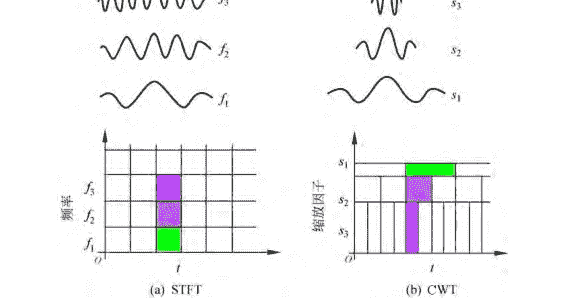 f₃
s₃
f₂
s₂
f₁
s₁
频率
f₃
f₂
f₁
O
t
缩放因子
s₁
s₂
s₃
O
t
(a) STFT
(b) CWT